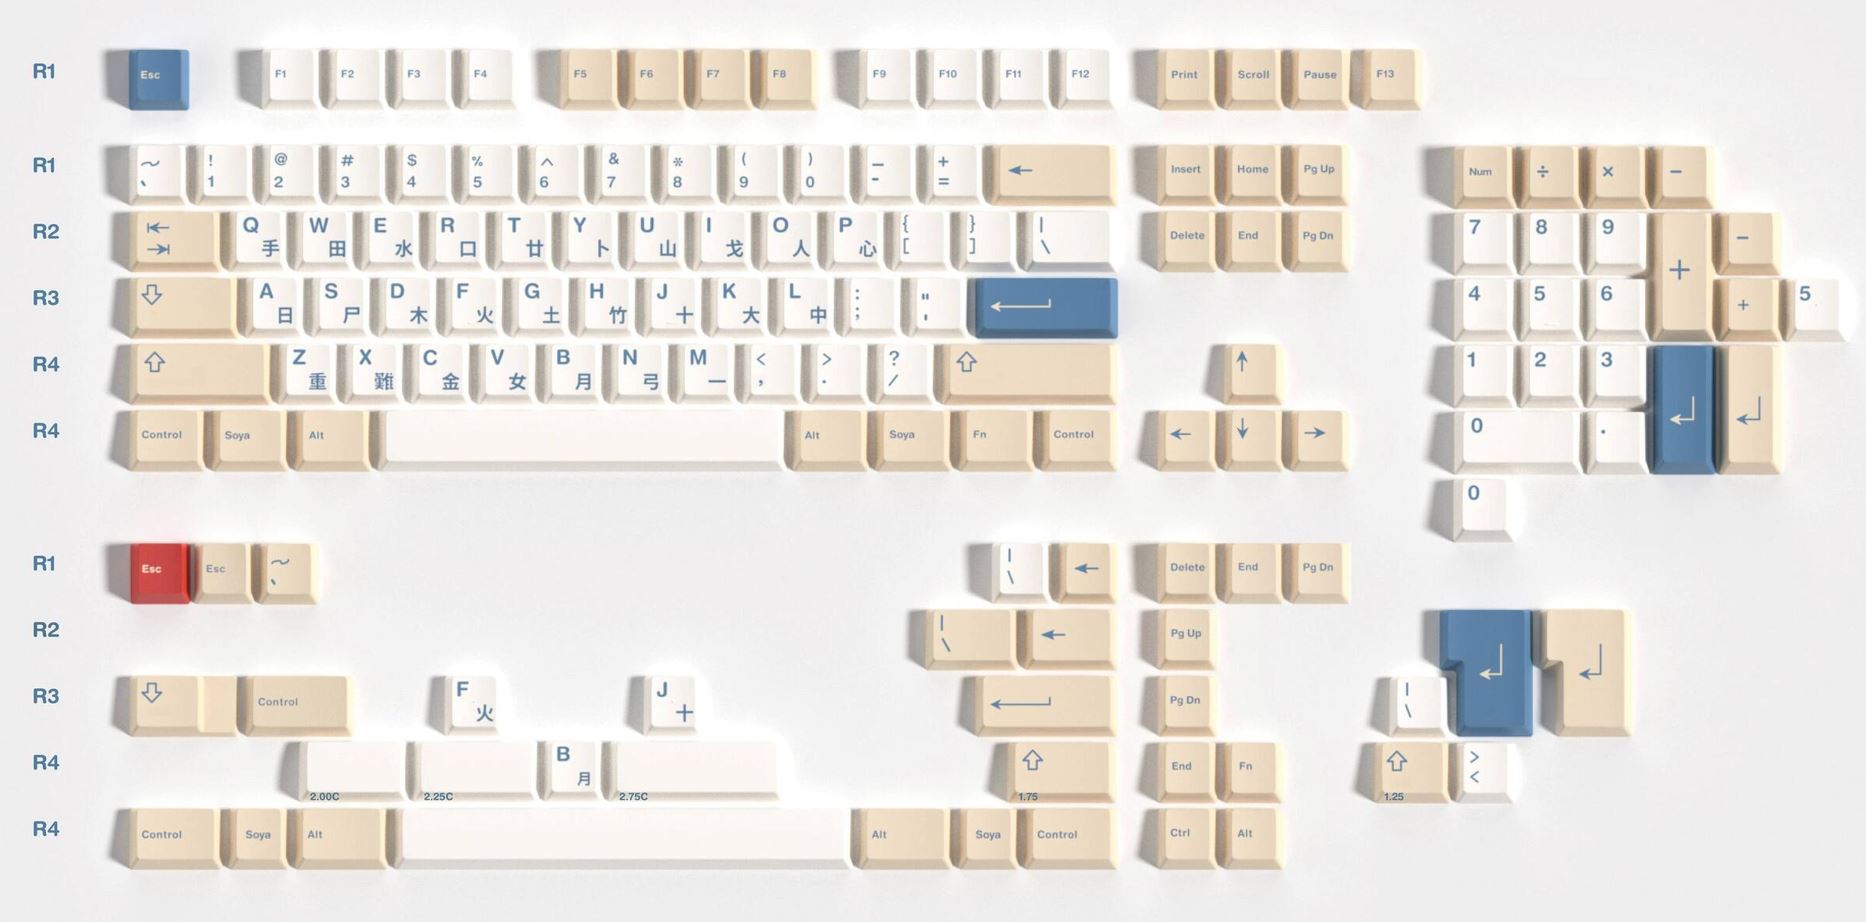 R1 Esc F1 F2 F3 F4 F5 F6 F7 F8 F9 F10 F11 F12 Print Scroll Pause F13
R1 ~ ` ! 1 @ 2 # 3 $ 4 % 5 ^ 6 & 7 * 8 ( 9 ) 0 _ - + = ← Insert Home Pg Up Num ÷ × −
R2 ⇤ ⇥ Q 手 W 田 E 水 R 口 T 廿 Y 卜 U 山 I 戈 O 人 P 心 { [ } ] | \ Delete End Pg Dn 7 8 9 + −
R3 ⇩ A 日 S 尸 D 木 F 火 G 土 H 竹 J 十 K 大 L 中 : ; " ' ← 4 5 6 + 5
R4 ⇧ Z 重 X 難 C 金 V 女 B 月 N 弓 M 一 < , > . ? / ⇧ ↑ 1 2 3 ↵ ↵
R4 Control Soya Alt Alt Soya Fn Control ← ↓ → 0 .
0
R1 Esc Esc ~ ` | \ ← Delete End Pg Dn
R2 | \ ← Pg Up ↵ ↵
R3 ⇩ Control F 火 J 十 ← Pg Dn | \
R4 2.00C 2.25C B 月 2.75C ⇧ 1.75 End Fn ⇧ 1.25 > <
R4 Control Soya Alt Alt Soya Control Ctrl Alt